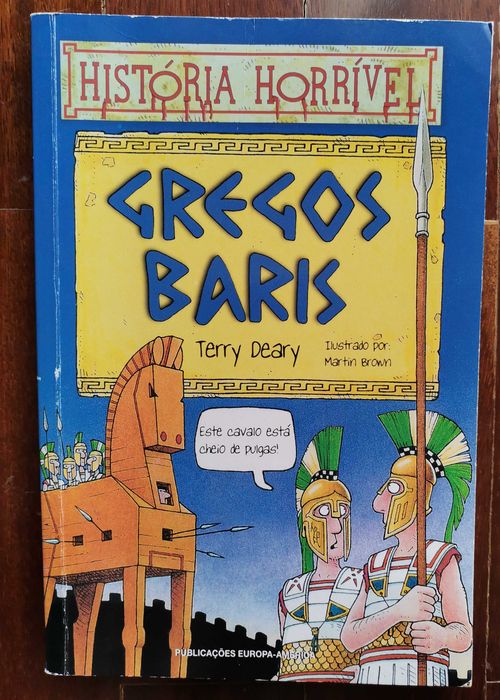 HISTÓRIA HORRÍVEL
GREGOS
BARIS
Terry Deary
Ilustrado por:
Martin Brown
Este cavalo está
cheio de pulgas!
PUBLICAÇÕES EUROPA-AMÉRICA